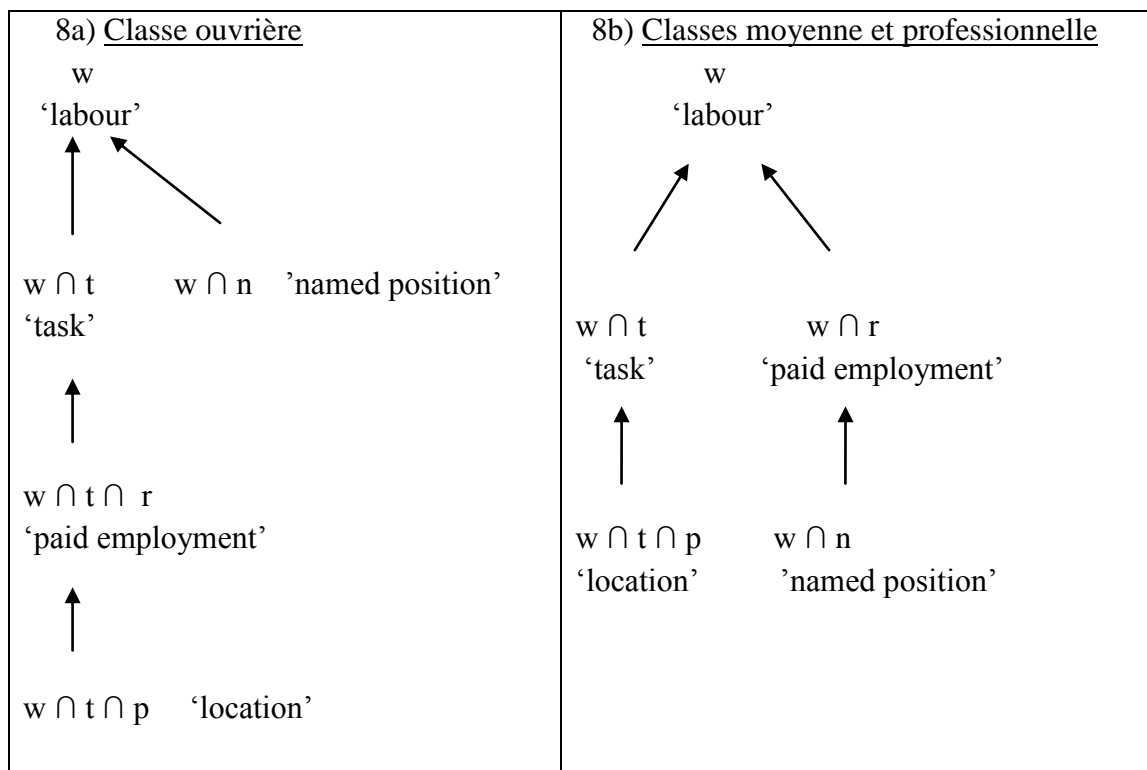 8a) Classe ouvrière
w
‘labour’
w ∩ t w ∩ n ’named position’
‘task’
w ∩ t ∩ r
‘paid employment’
w ∩ t ∩ p ‘location’
8b) Classes moyenne et professionnelle
w
‘labour’
w ∩ t w ∩ r
‘task’ ‘paid employment’
w ∩ t ∩ p w ∩ n
‘location’ ’named position’